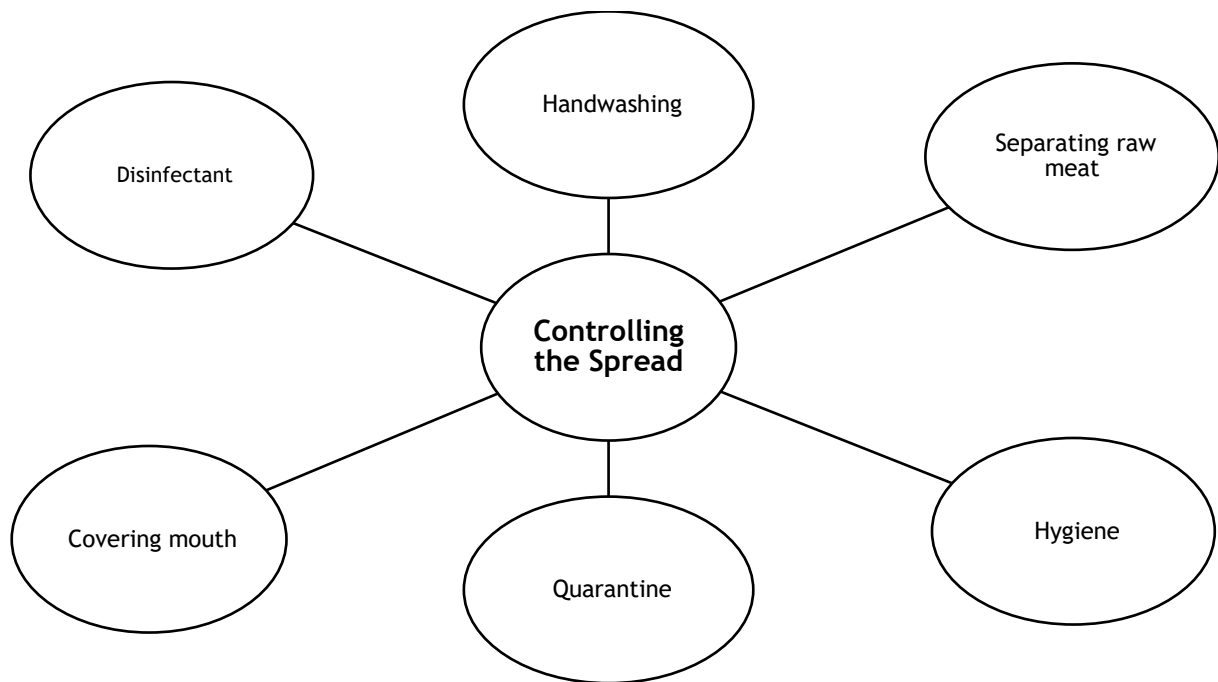 Handwashing
Separating raw
meat
Disinfectant
Controlling
the Spread
Covering mouth
Hygiene
Quarantine